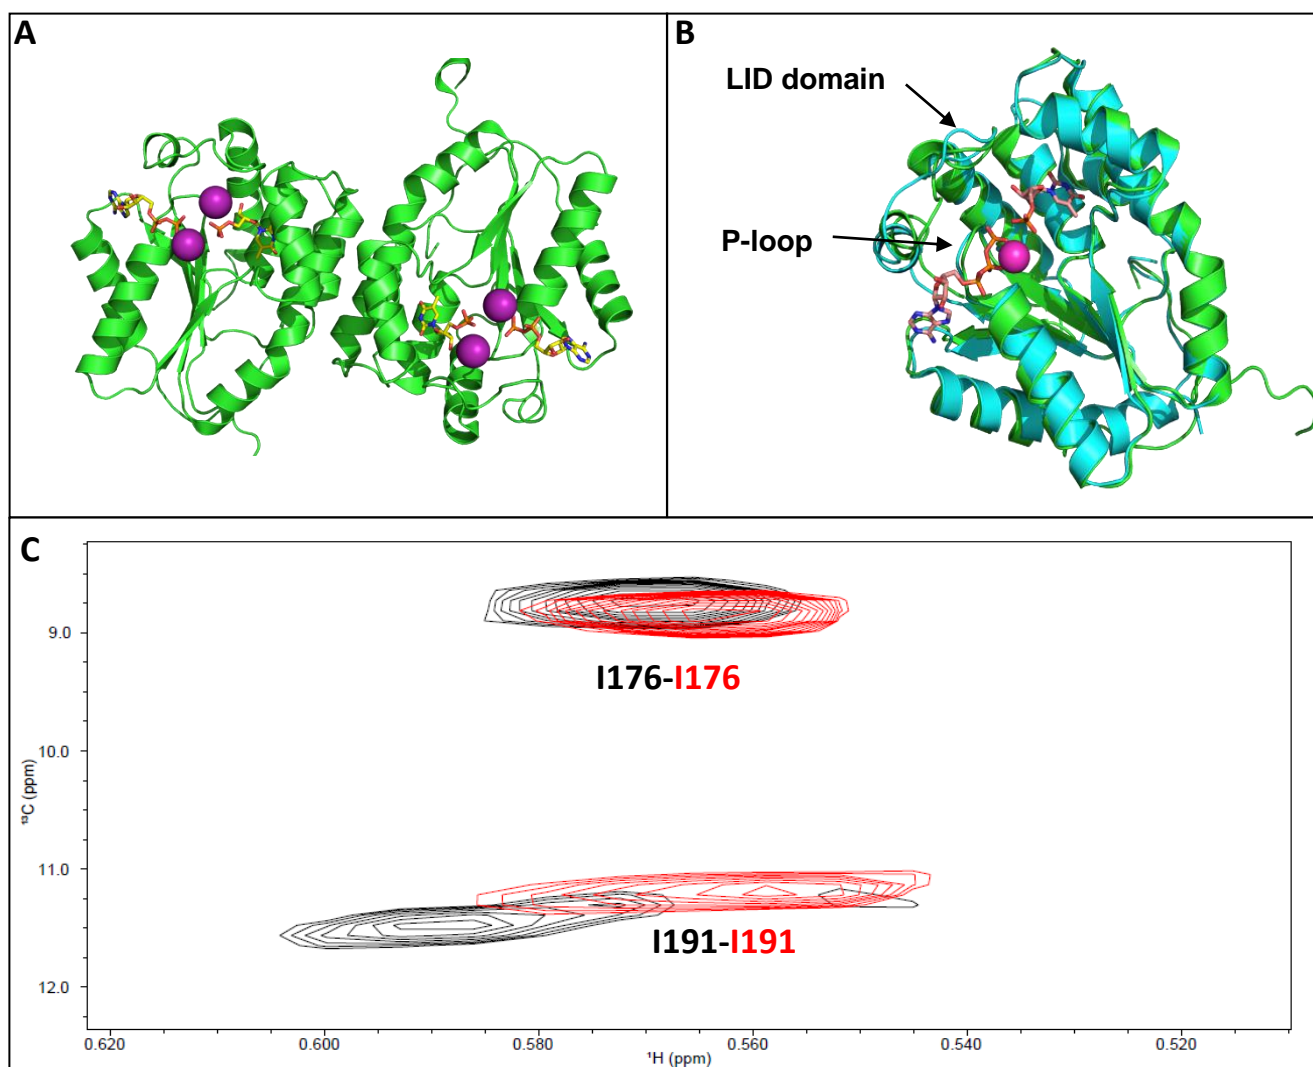 A
B
LID domain
P-loop
C
9.0
10.0
11.0
12.0
¹³C (ppm)
I176-I176
I191-I191
0.620
0.600
0.580
0.560
0.540
0.520
¹H (ppm)